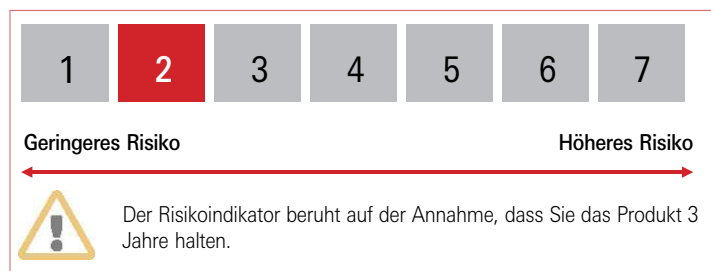 1 2 3 4 5 6 7
Geringeres Risiko Höheres Risiko
Der Risikoindikator beruht auf der Annahme, dass Sie das Produkt 3
Jahre halten.